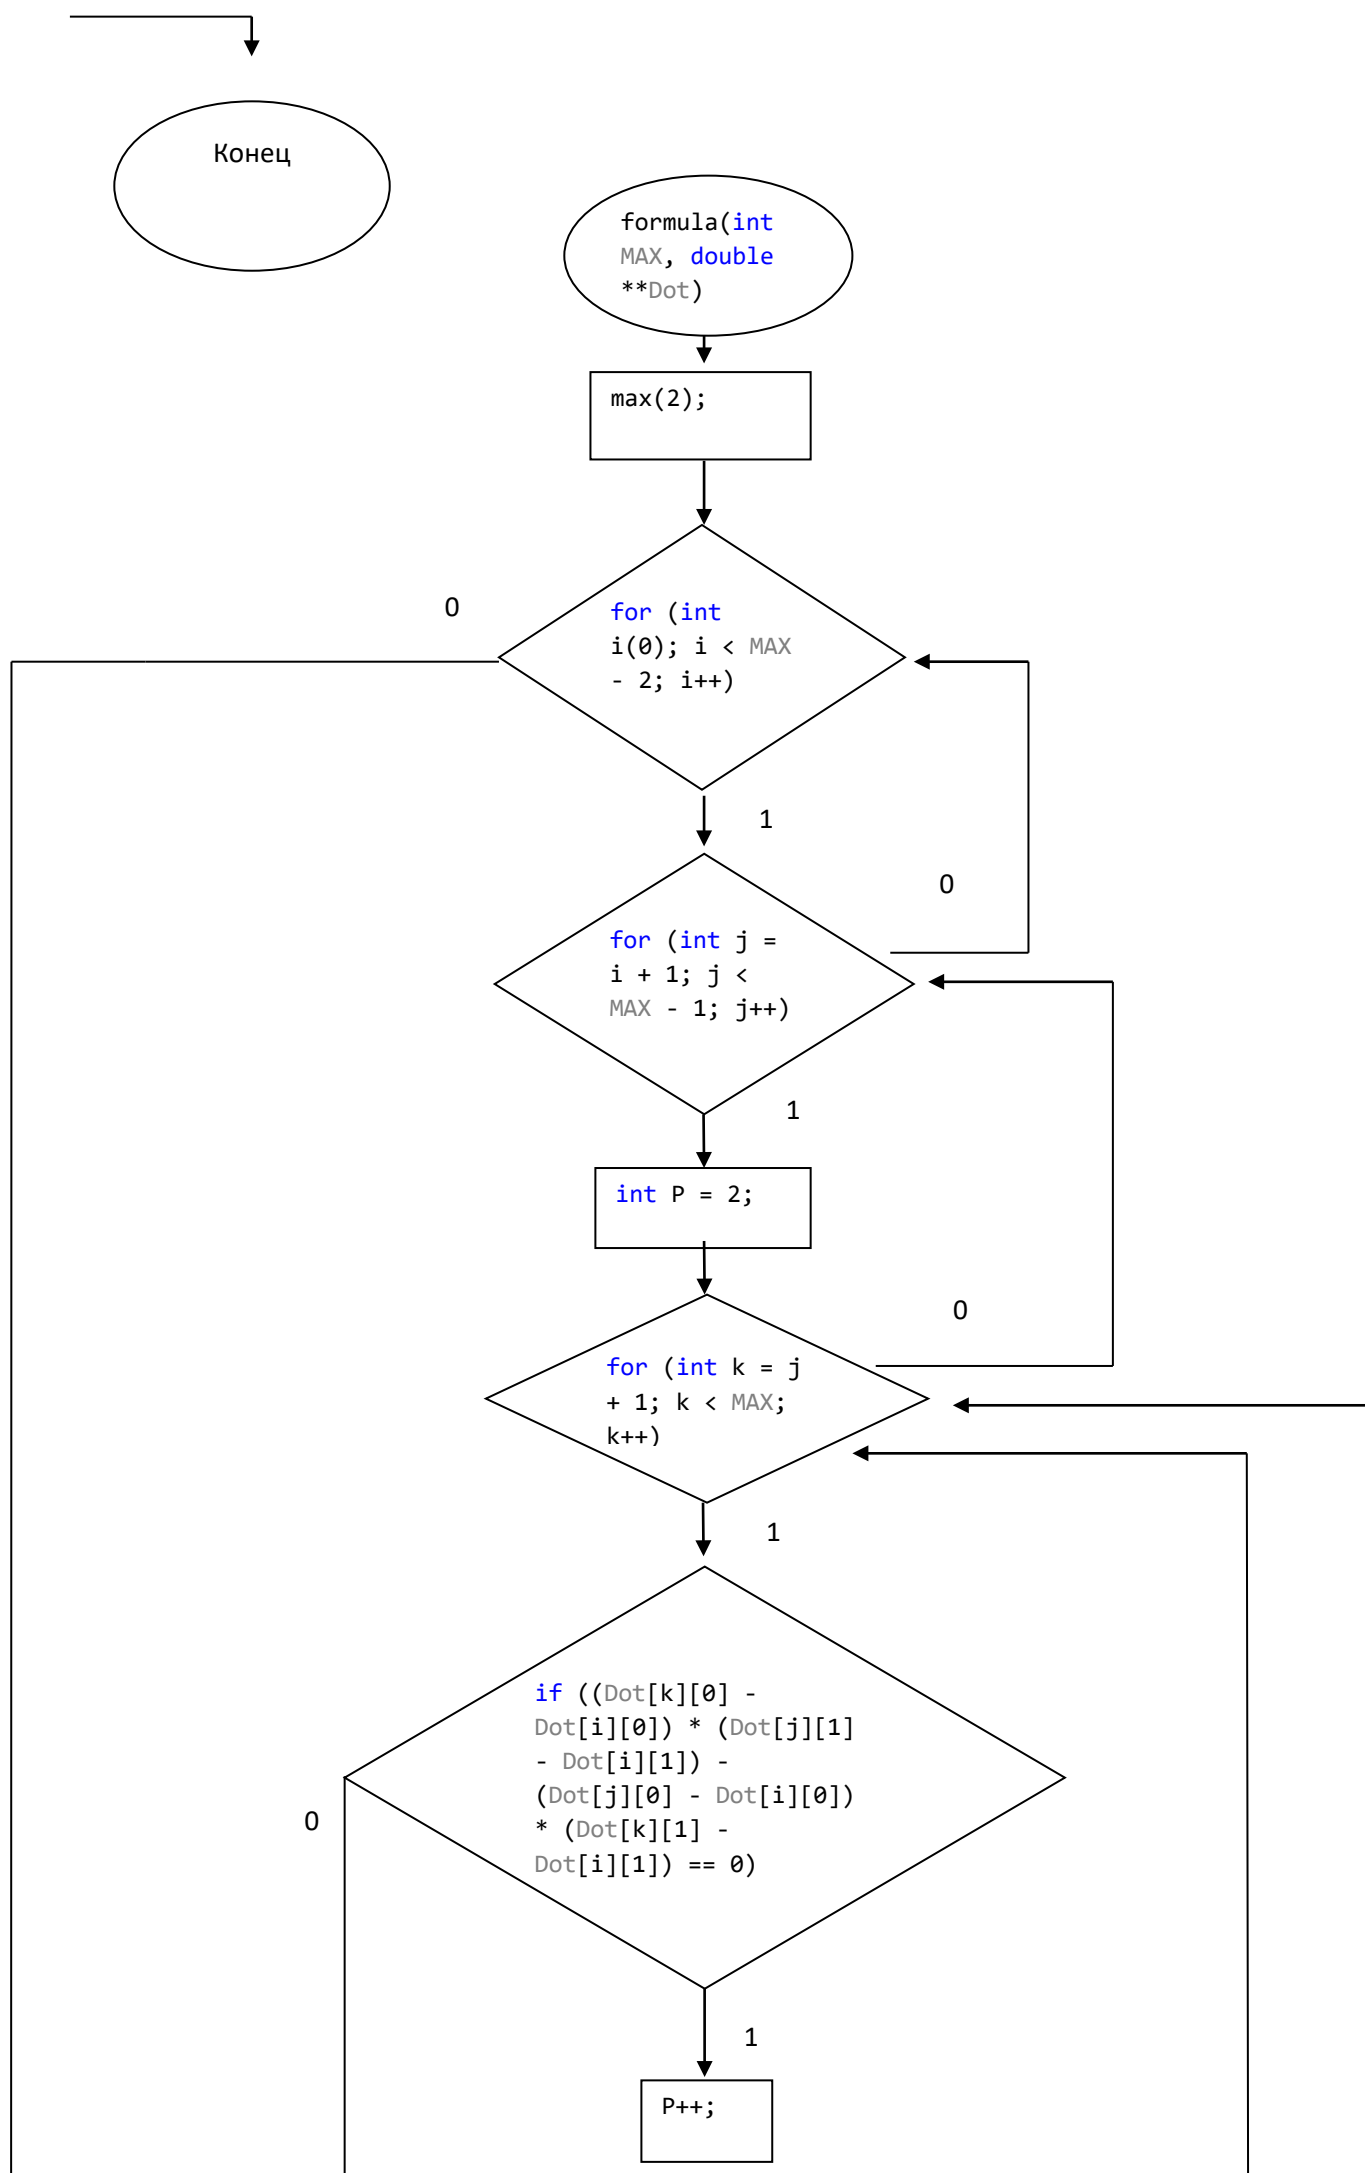 Конец
formula(int
MAX, double
**Dot)
max(2);
0
for (int
i(0); i < MAX
- 2; i++)
1
0
for (int j =
i + 1; j <
MAX - 1; j++)
1
int P = 2;
0
for (int k = j
+ 1; k < MAX;
k++)
1
if ((Dot[k][0] -
Dot[i][0]) * (Dot[j][1]
- Dot[i][1]) -
(Dot[j][0] - Dot[i][0])
* (Dot[k][1] -
Dot[i][1]) == 0)
0
1
P++;